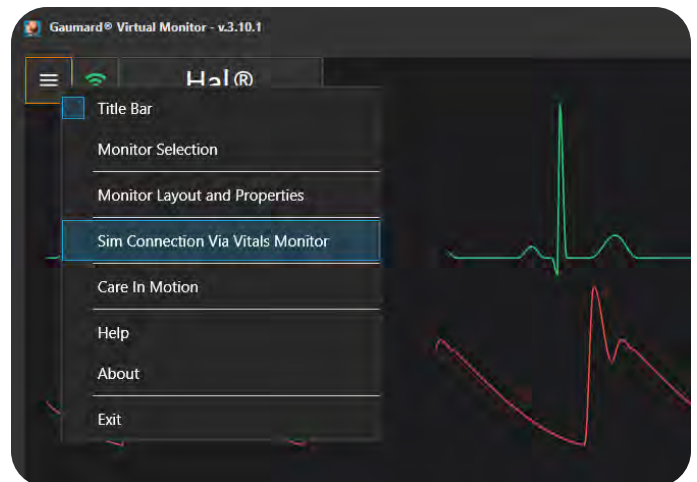 Gaumard® Virtual Monitor - v.3.10.1
Hal®
Title Bar
Monitor Selection
Monitor Layout and Properties
Sim Connection Via Vitals Monitor
Care In Motion
Help
About
Exit